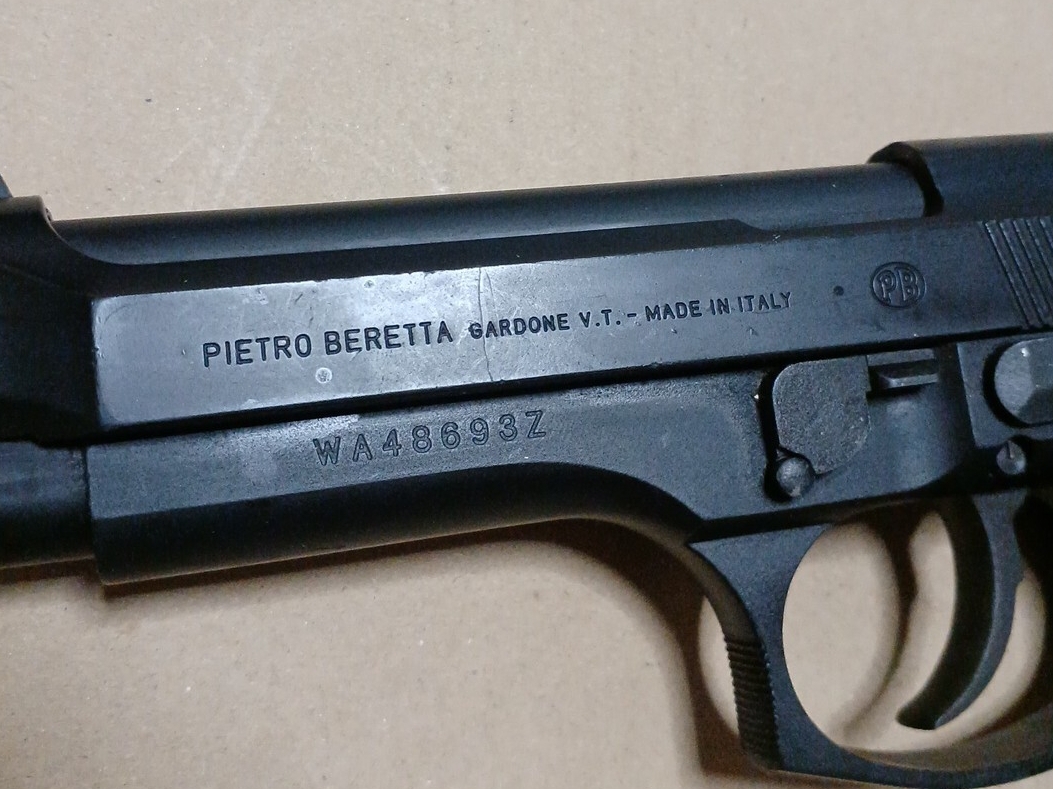 PIETRO BERETTA GARDONE V.T. - MADE IN ITALY
PB
WA48693Z